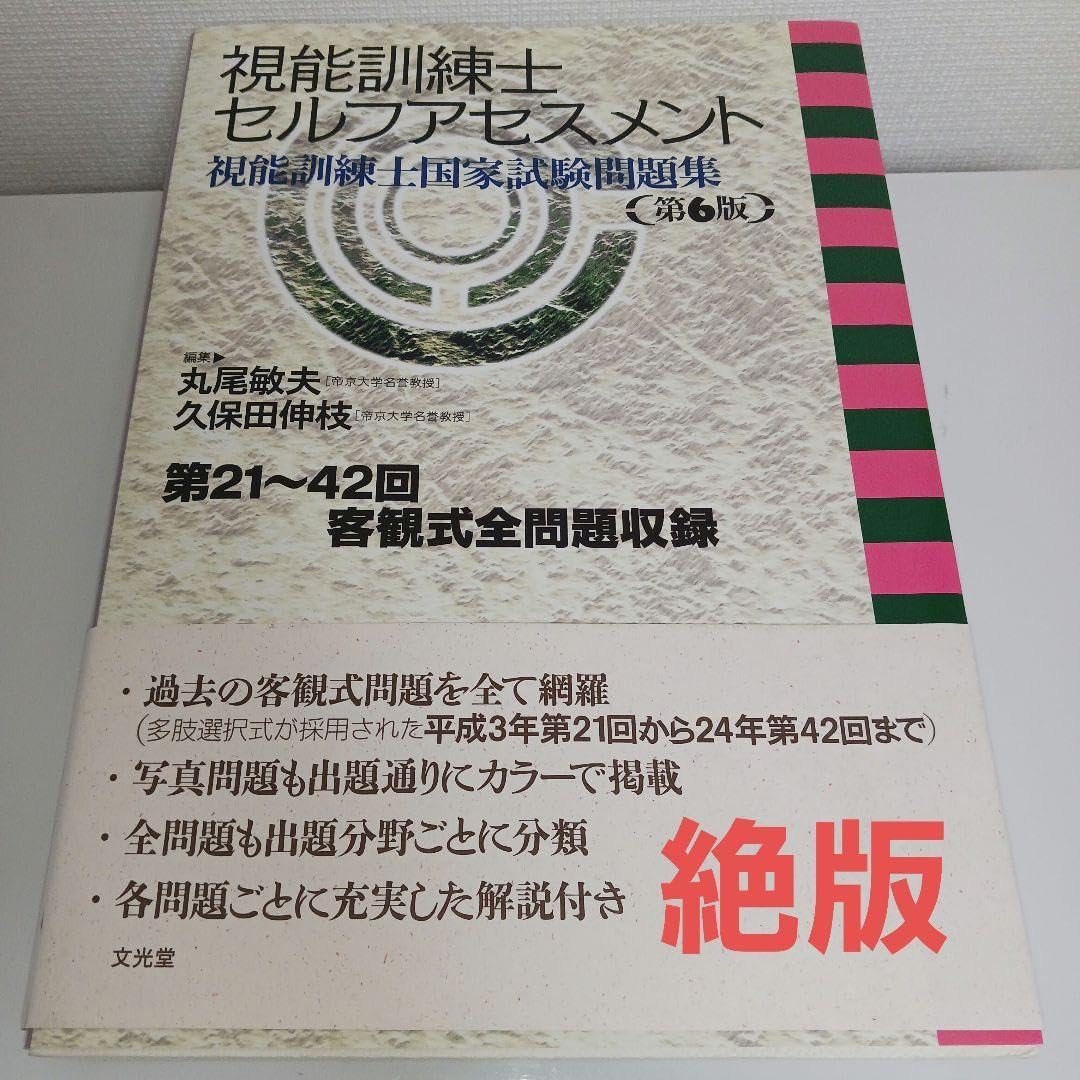 視能訓練士
セルフアセスメント
視能訓練士国家試験問題集
〔第6版〕
編集▶
丸尾敏夫［帝京大学名誉教授］
久保田伸枝［帝京大学名誉教授］
第21〜42回
客観式全問題収録
・過去の客観式問題を全て網羅
(多肢選択式が採用された平成3年第21回から24年第42回まで)
・写真問題も出題通りにカラーで掲載
・全問題も出題分野ごとに分類
・各問題ごとに充実した解説付き
絶版
文光堂